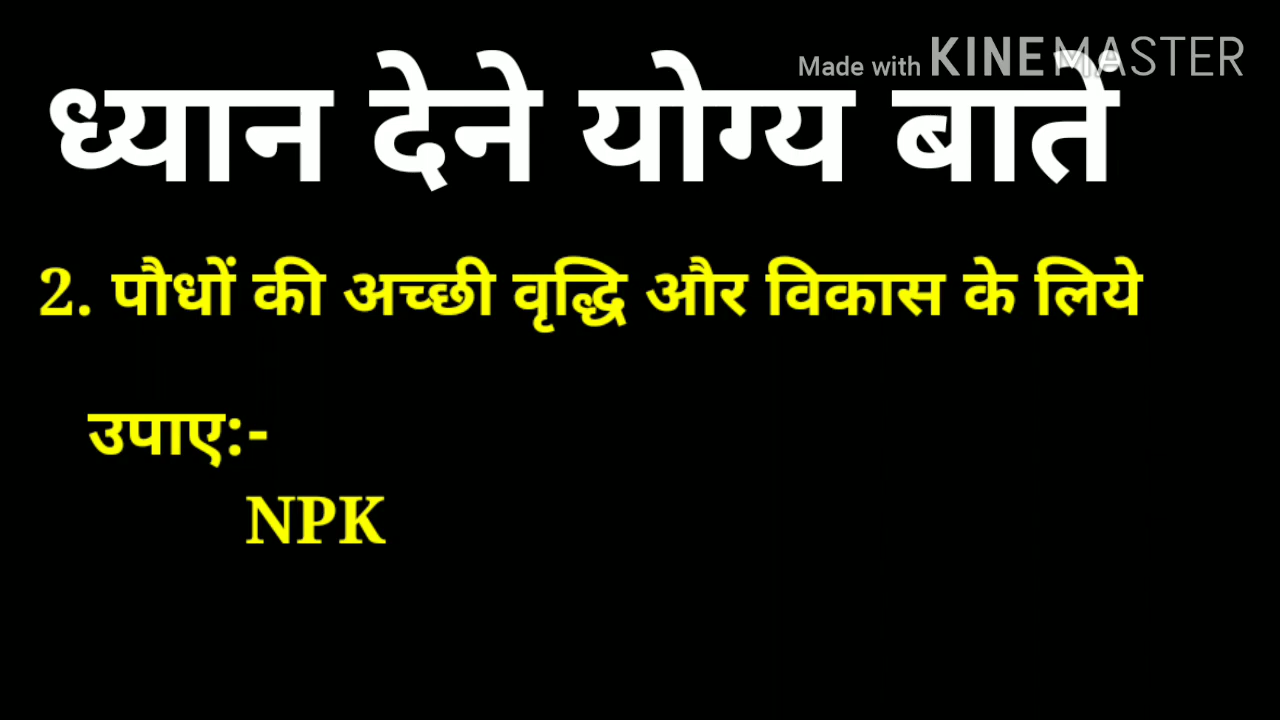 Made with KINEMASTER
ध्यान देने योग्य बातें
2. पौधों की अच्छी वृद्धि और विकास के लिये
उपाए:-
NPK